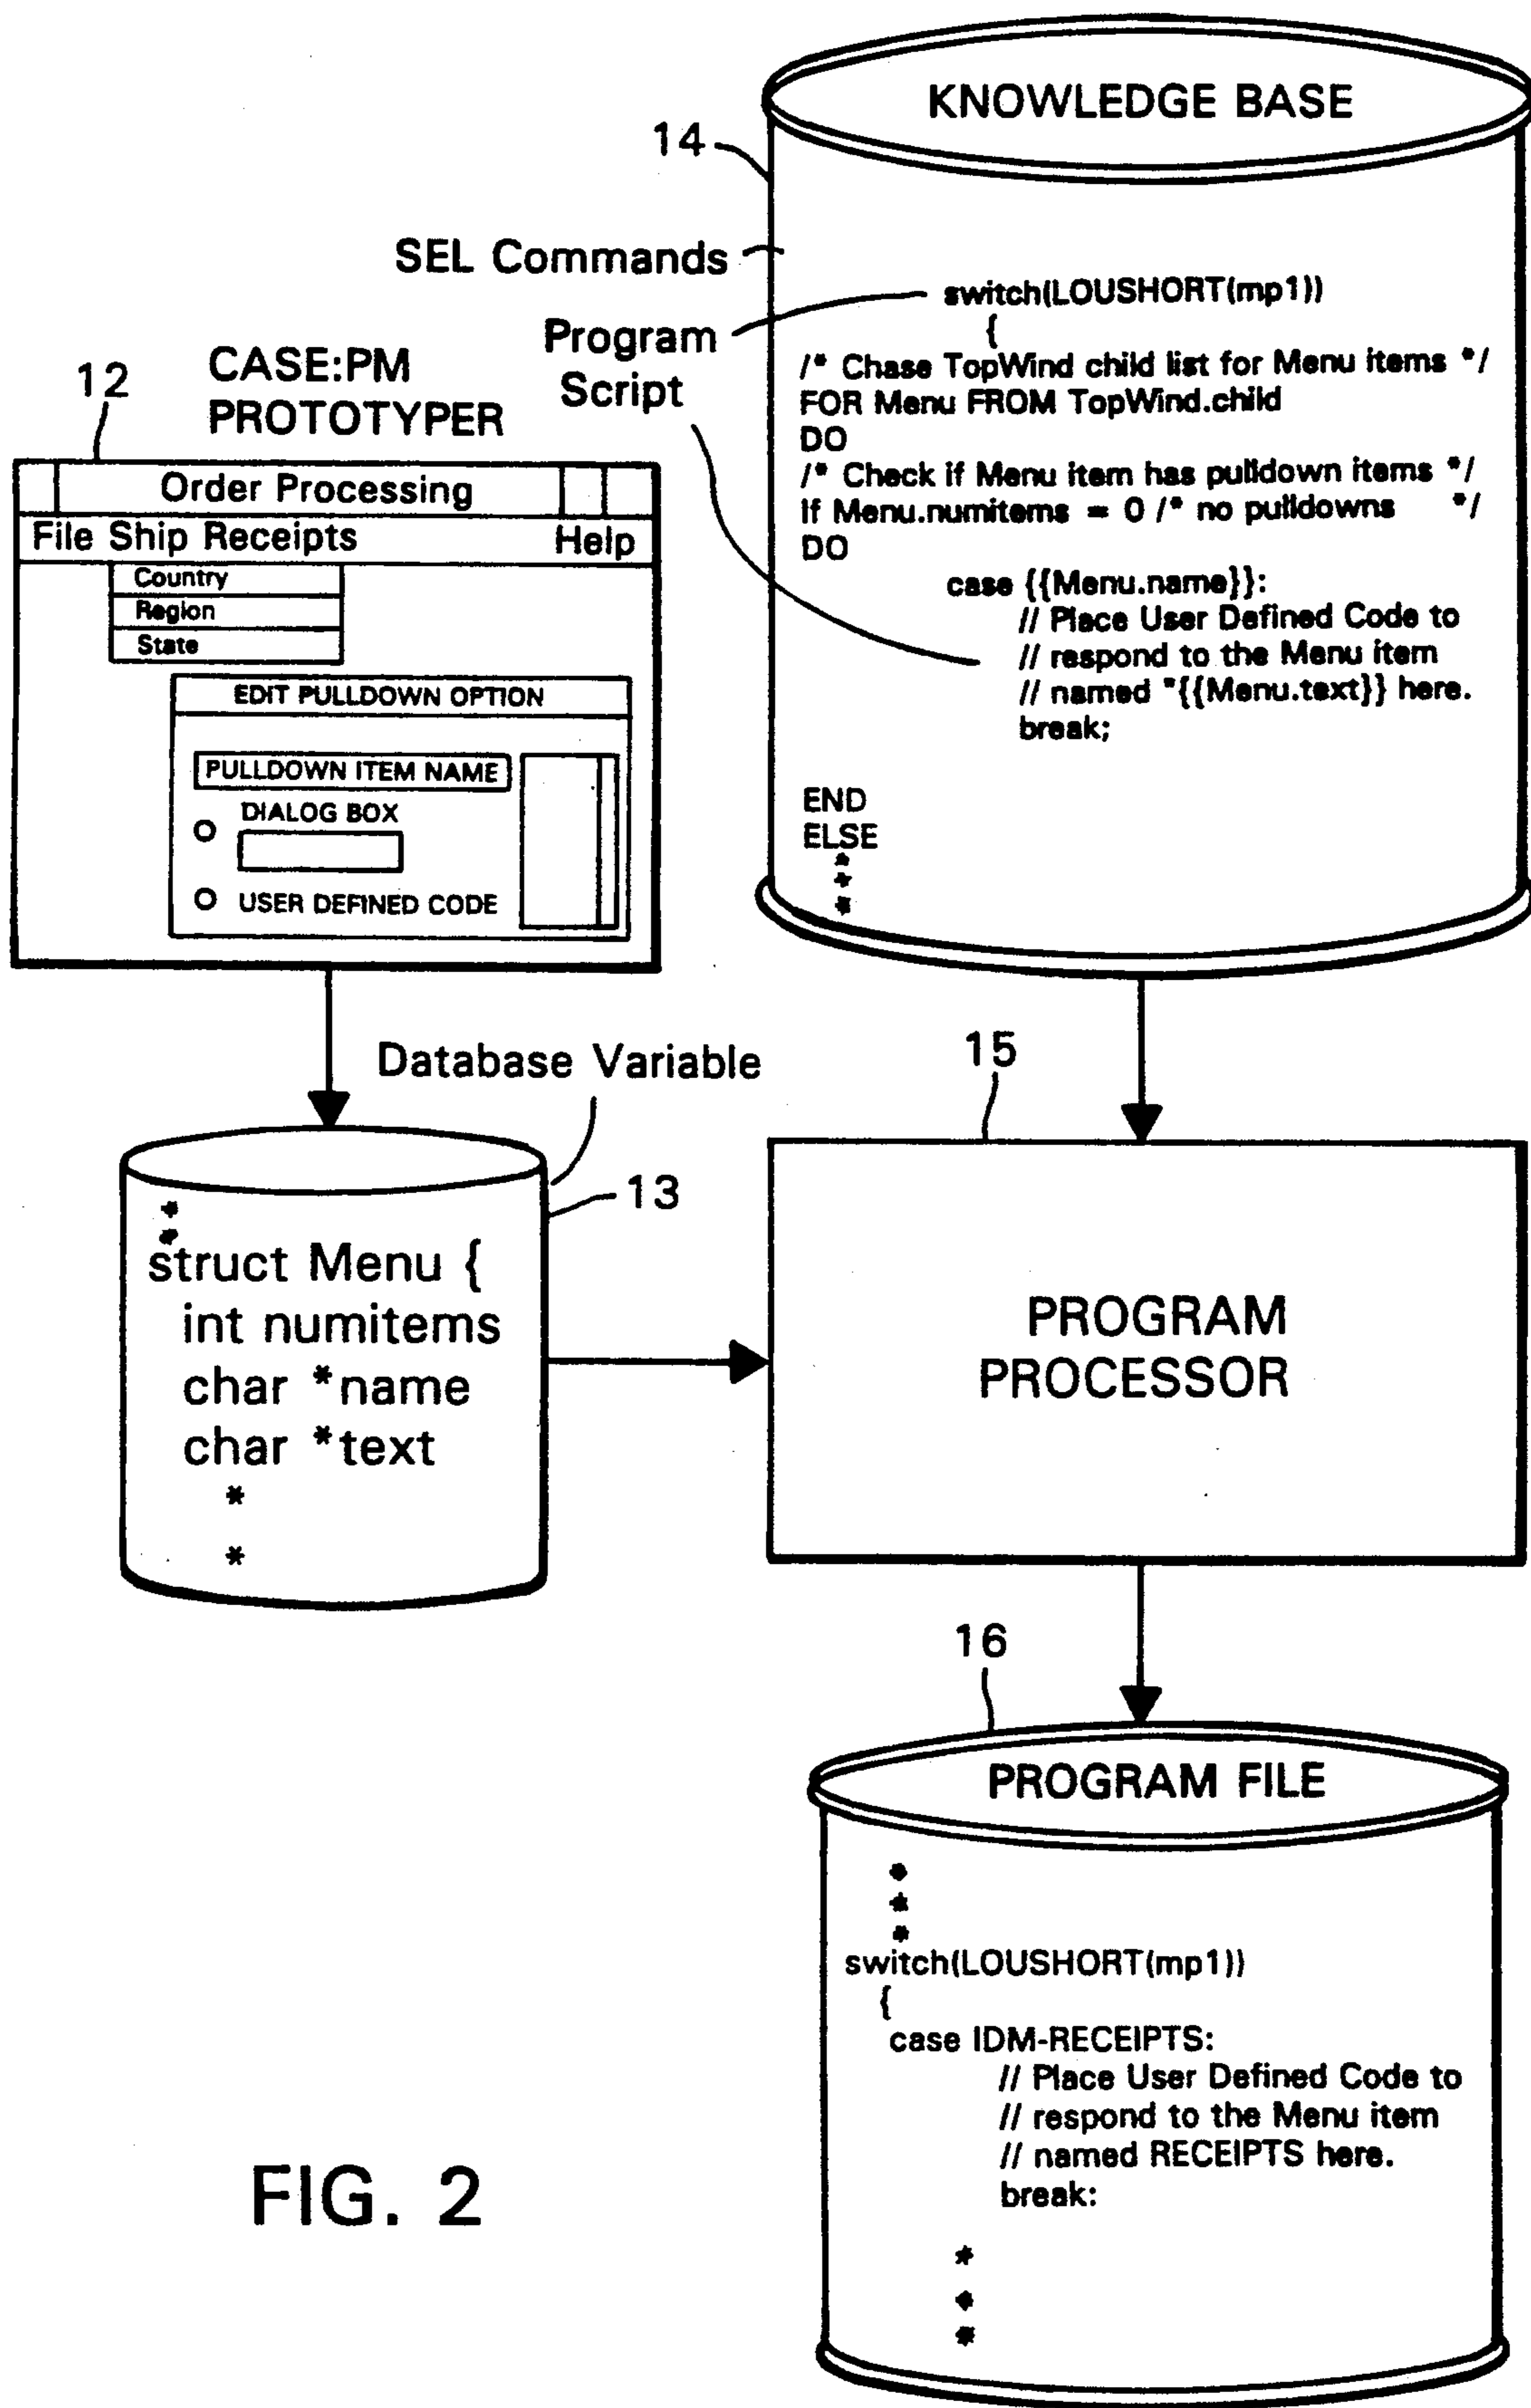 KNOWLEDGE BASE
14
SEL Commands
switch(LOUSHORT(mp1))
{
Program
Script
/* Chase TopWind child list for Menu items */
FOR Menu FROM TopWind.child
DO
/* Check if Menu item has pulldown items */
If Menu.numitems = 0 /* no pulldowns */
DO
case {{Menu.name}}:
// Place User Defined Code to
// respond to the Menu item
// named "{{Menu.text}} here.
break;
END
ELSE
*
*
*
12
CASE:PM
PROTOTYPER
Order Processing
File Ship Receipts Help
Country
Region
State
EDIT PULLDOWN OPTION
PULLDOWN ITEM NAME
DIALOG BOX
USER DEFINED CODE
Database Variable
13
*
*
struct Menu {
int numitems
char *name
char *text
*
*
15
PROGRAM
PROCESSOR
16
PROGRAM FILE
*
*
*
switch(LOUSHORT(mp1))
{
case IDM-RECEIPTS:
// Place User Defined Code to
// respond to the Menu item
// named RECEIPTS here.
break:
*
*
*
FIG. 2